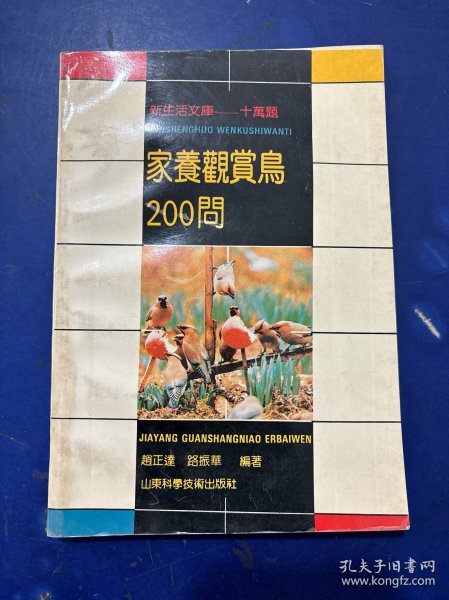 新生活文庫——十萬題
XINSHENGHUO WENKUSHIWANTI
家養觀賞鳥
200問
JIAYANG GUANSHANGNIAO ERBAIWEN
趙正達 路振華 編著
山東科學技術出版社
孔夫子旧书网
www.kongfz.com